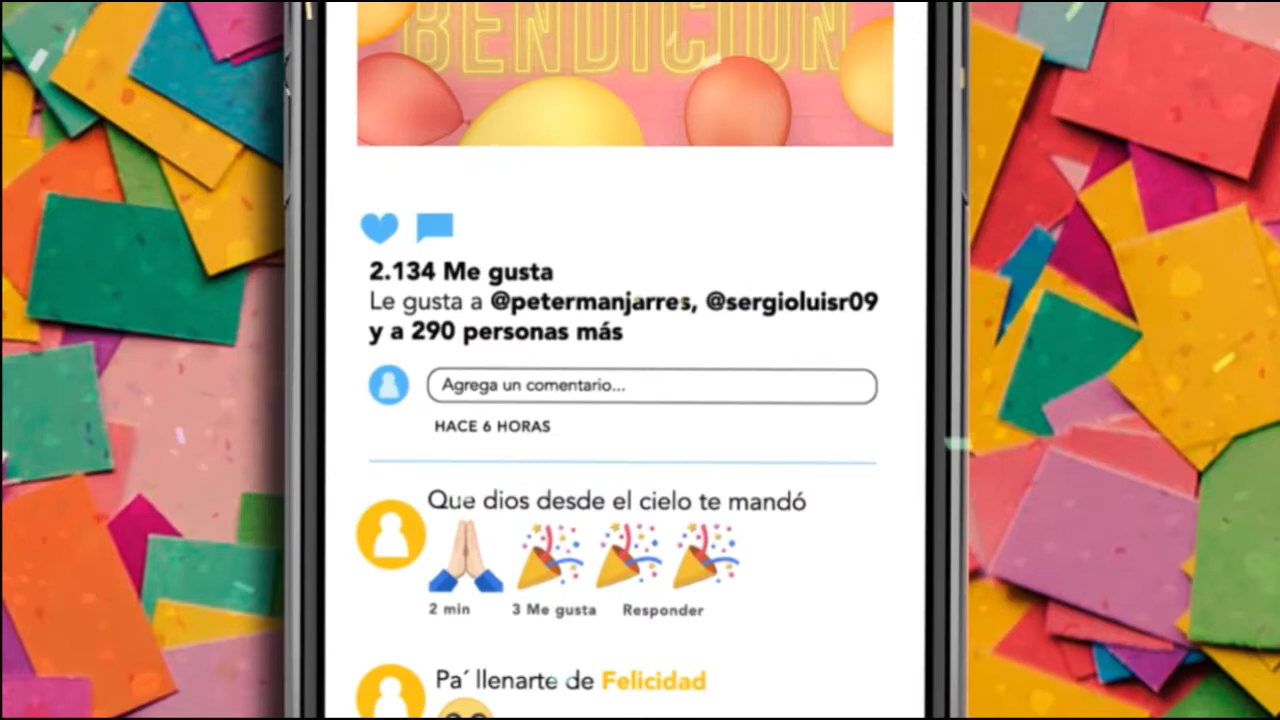 BENDICIÓN
2.134 Me gusta
Le gusta a @petermanjarres, @sergioluisr09
y a 290 personas más
Agrega un comentario...
HACE 6 HORAS
Que dios desde el cielo te mandó
2 min 3 Me gusta Responder
Pa´ llenarte de Felicidad